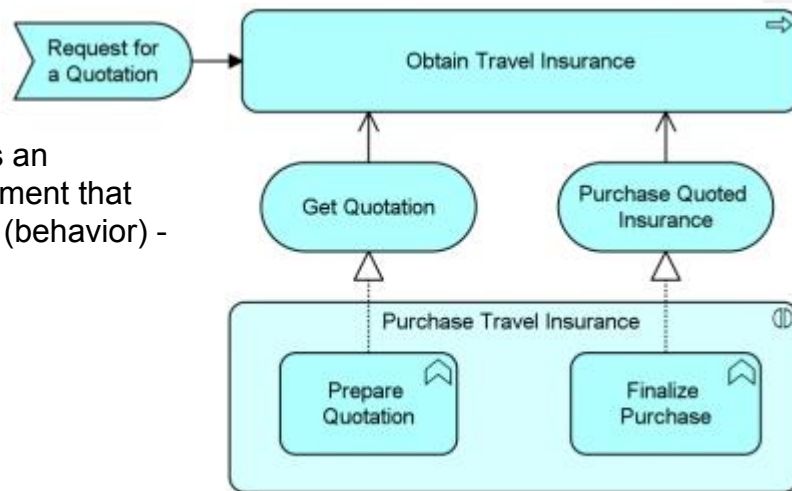 Request for
a Quotation
Obtain Travel Insurance
s an
ment that
(behavior) -
Get Quotation
Purchase Quoted
Insurance
Purchase Travel Insurance
Prepare
Quotation
Finalize
Purchase